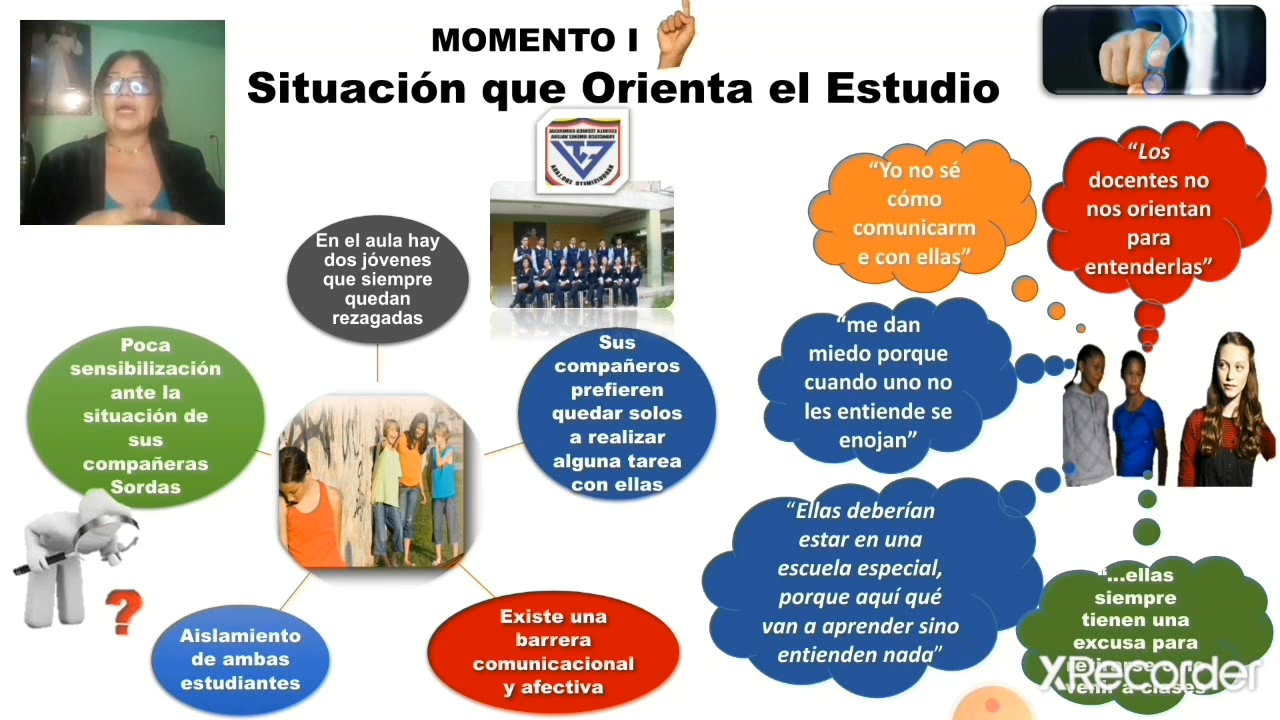 MOMENTO I
Situación que Orienta el Estudio
En el aula hay
dos jóvenes
que siempre
quedan
rezagadas
Poca
sensibilización
ante la
situación de
sus
compañeras
Sordas
Sus
compañeros
prefieren
quedar solos
a realizar
alguna tarea
con ellas
Aislamiento
de ambas
estudiantes
Existe una
barrera
comunicacional
y afectiva
“Yo no sé
cómo
comunicarm
e con ellas”
“Los
docentes no
nos orientan
para
entenderlas”
“me dan
miedo porque
cuando uno no
les entiende se
enojan”
“Ellas deberían
estar en una
escuela especial,
porque aquí qué
van a aprender sino
entienden nada”
“…ellas
siempre
tienen una
excusa para
retirarse o no
venir a clases
XRecorder